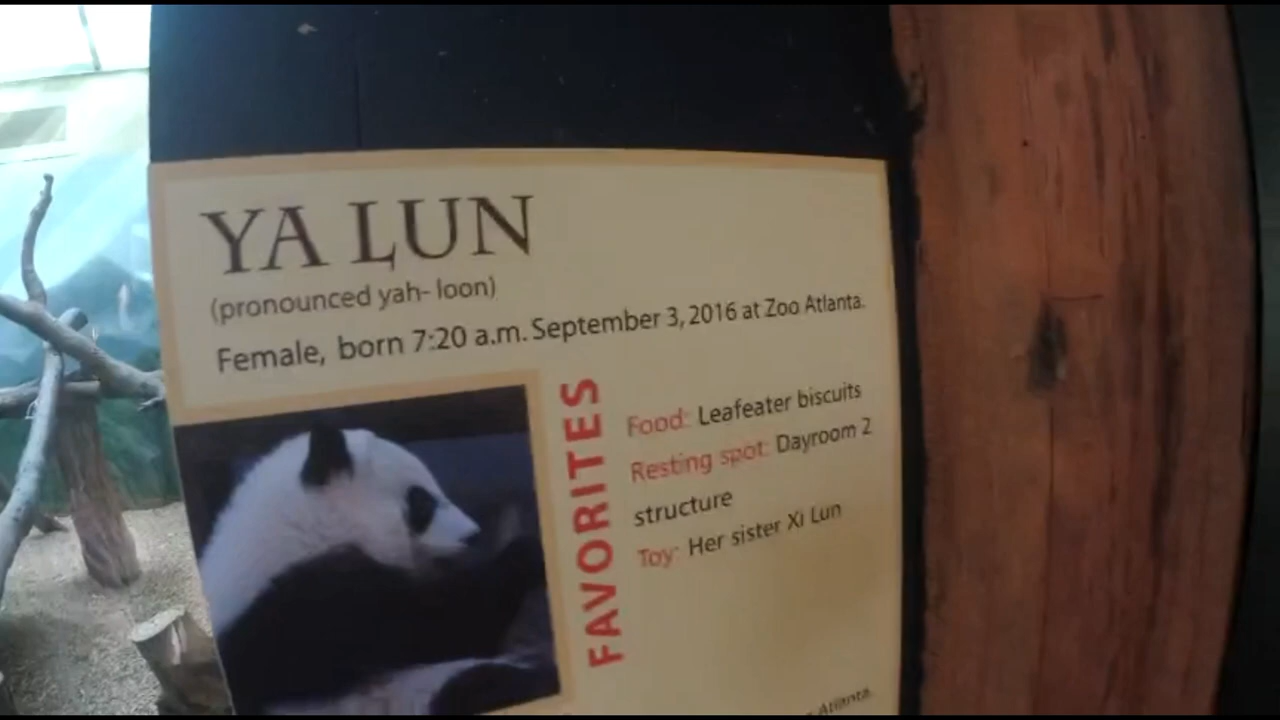 YA LUN
(pronounced yah- loon)
Female, born 7:20 a.m. September 3, 2016 at Zoo Atlanta.
FAVORITES
Food: Leafeater biscuits
Resting spot: Dayroom 2
structure
Toy: Her sister Xi Lun
Atlanta.